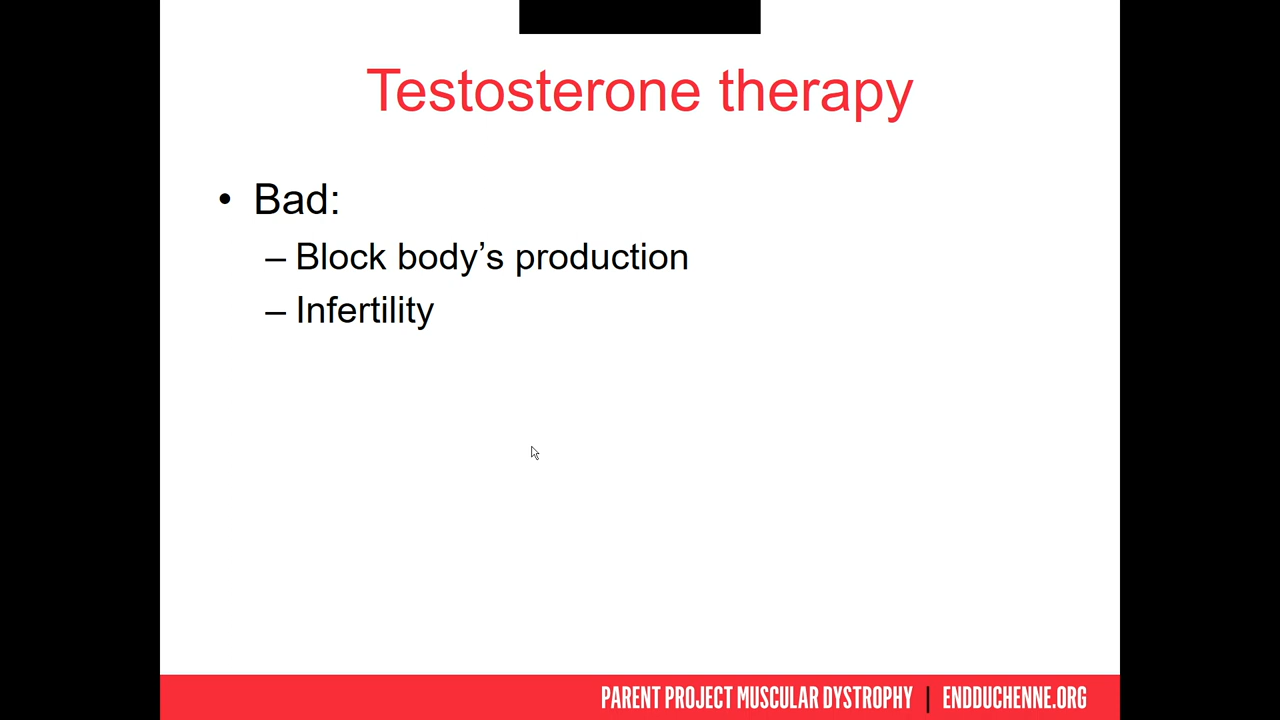 Testosterone therapy
• Bad:
– Block body’s production
– Infertility
PARENT PROJECT MUSCULAR DYSTROPHY | ENDDUCHENNE.ORG